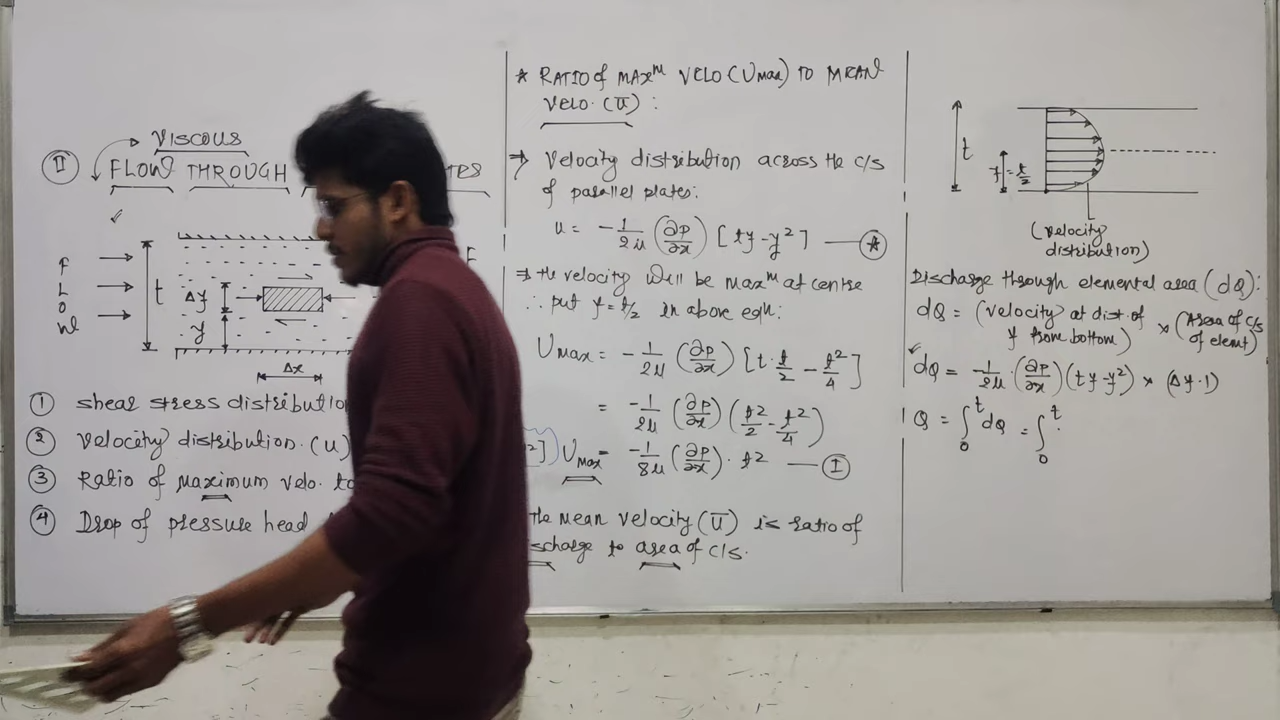 II
VISCOUS
FLOW THROUGH
FLOW
t
Δy
y
Δx
① shear stress distributio
② Velocity distribution. (u)
③ Ratio of maximum velo. to
④ Drop of pressure head
* RATIO of MAXᵐ VELO (Umax) TO MEAN
VELO. (U̅) :
⇒ Velocity distribution across the c/s
of parallel plates:
u = -1/2μ (∂p/∂x) [ty - y²] — Ⓐ
⇒ the velocity will be maxᵐ at centre
∴ put y = t/2 in above eqn:
Umax = -1/2μ (∂p/∂x) [t · t/2 - t²/4]
= -1/2μ (∂p/∂x) (t²/2 - t²/4)
Umax = -1/8μ (∂p/∂x) · t² — Ⓘ
the mean velocity (U̅) is ratio of
scharge to area of c/s.
t
y = t/2
(velocity
distribution)
Discharge through elemental area (dQ):
dQ = (velocity at dist. of
y from bottom) × (Area of c/s
of elemt)
dQ = -1/2μ · (∂p/∂x) (ty - y²) × (Δy · 1)
Q = ∫₀ᵗ dQ = ∫₀ᵗ